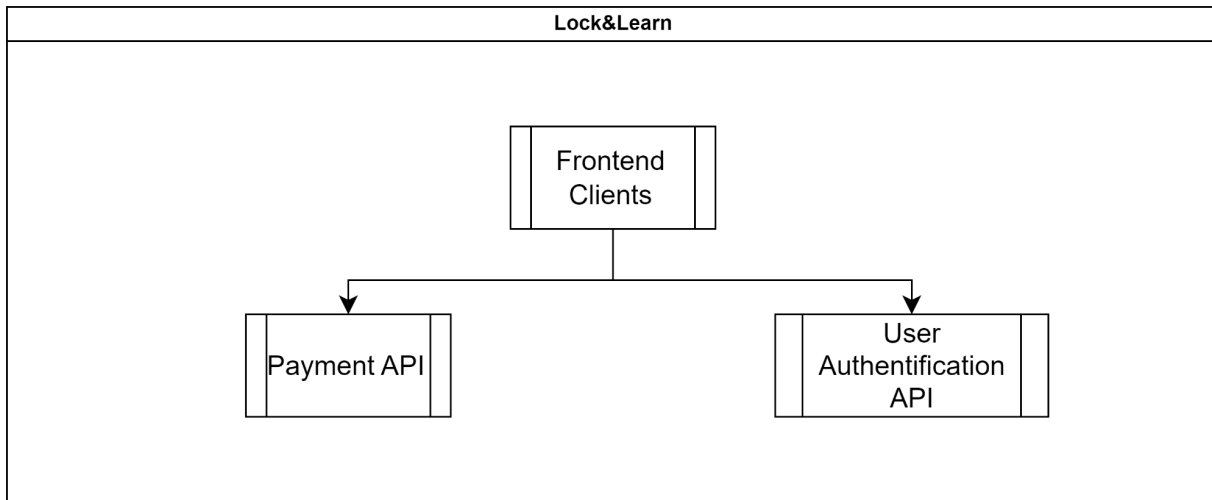 Lock&Learn
Frontend
Clients
Payment API
User
Authentification
API